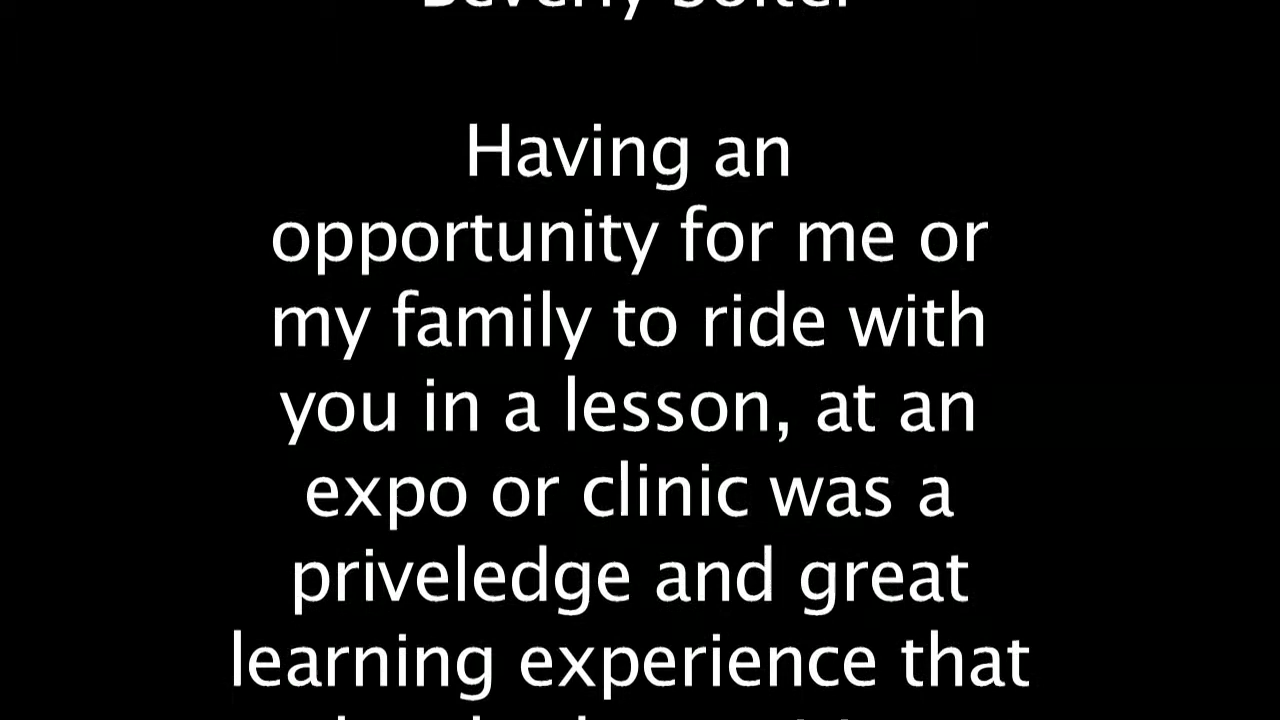 Beverly
Having an
opportunity for me or
my family to ride with
you in a lesson, at an
expo or clinic was a
priveledge and great
learning experience that